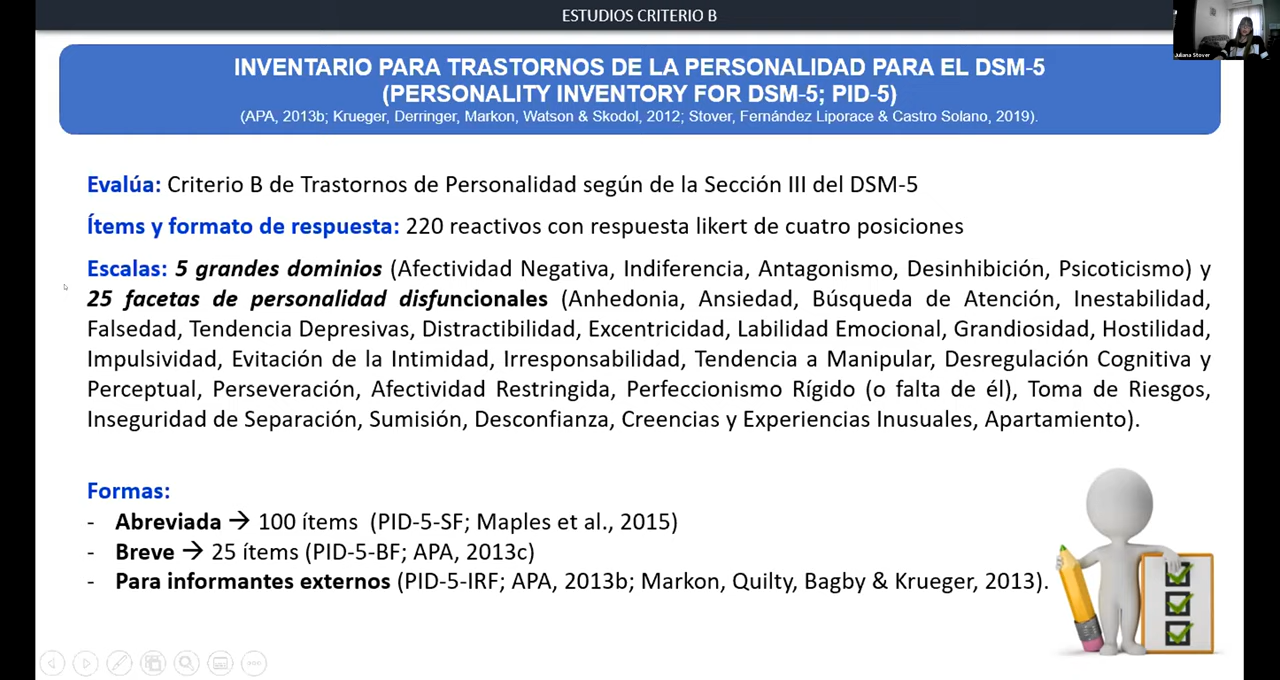 ESTUDIOS CRITERIO B
Juliana Stover
INVENTARIO PARA TRASTORNOS DE LA PERSONALIDAD PARA EL DSM-5
(PERSONALITY INVENTORY FOR DSM-5; PID-5)
(APA, 2013b; Krueger, Derringer, Markon, Watson & Skodol, 2012; Stover, Fernández Liporace & Castro Solano, 2019).
Evalúa: Criterio B de Trastornos de Personalidad según de la Sección III del DSM-5
Ítems y formato de respuesta: 220 reactivos con respuesta likert de cuatro posiciones
Escalas: 5 grandes dominios (Afectividad Negativa, Indiferencia, Antagonismo, Desinhibición, Psicoticismo) y
25 facetas de personalidad disfuncionales (Anhedonia, Ansiedad, Búsqueda de Atención, Inestabilidad,
Falsedad, Tendencia Depresivas, Distractibilidad, Excentricidad, Labilidad Emocional, Grandiosidad, Hostilidad,
Impulsividad, Evitación de la Intimidad, Irresponsabilidad, Tendencia a Manipular, Desregulación Cognitiva y
Perceptual, Perseveración, Afectividad Restringida, Perfeccionismo Rígido (o falta de él), Toma de Riesgos,
Inseguridad de Separación, Sumisión, Desconfianza, Creencias y Experiencias Inusuales, Apartamiento).
Formas:
- Abreviada → 100 ítems (PID-5-SF; Maples et al., 2015)
- Breve → 25 ítems (PID-5-BF; APA, 2013c)
- Para informantes externos (PID-5-IRF; APA, 2013b; Markon, Quilty, Bagby & Krueger, 2013).